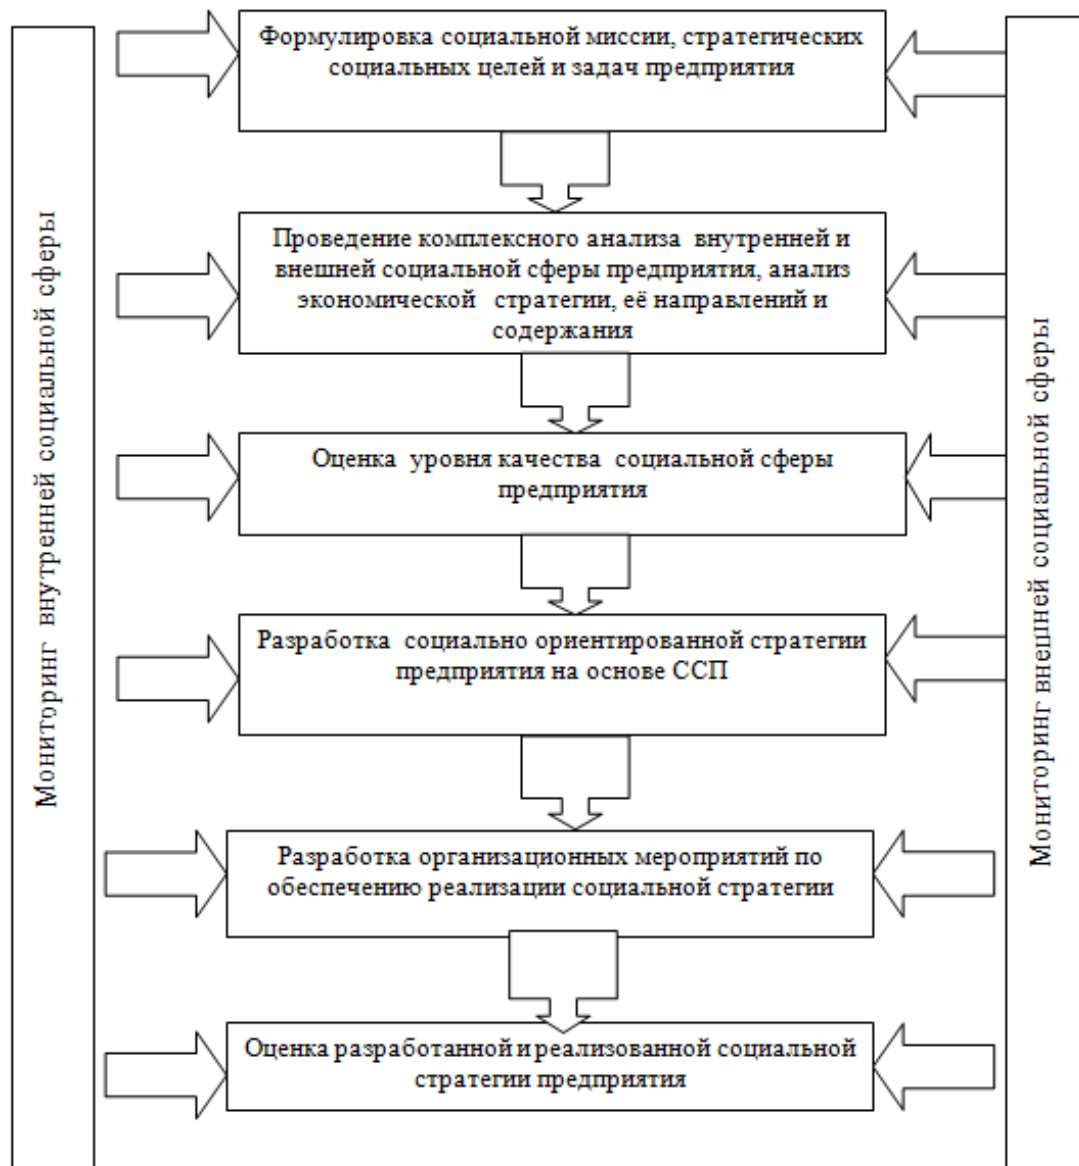 Мониторинг внутренней социальной сферы
Формулировка социальной миссии, стратегических
социальных целей и задач предприятия
Проведение комплексного анализа внутренней и
внешней социальной сферы предприятия, анализ
экономической стратегии, её направлений и
содержания
Оценка уровня качества социальной сферы
предприятия
Разработка социально ориентированной стратегии
предприятия на основе ССП
Разработка организационных мероприятий по
обеспечению реализации социальной стратегии
Оценка разработанной и реализованной социальной
стратегии предприятия
Мониторинг внешней социальной сферы